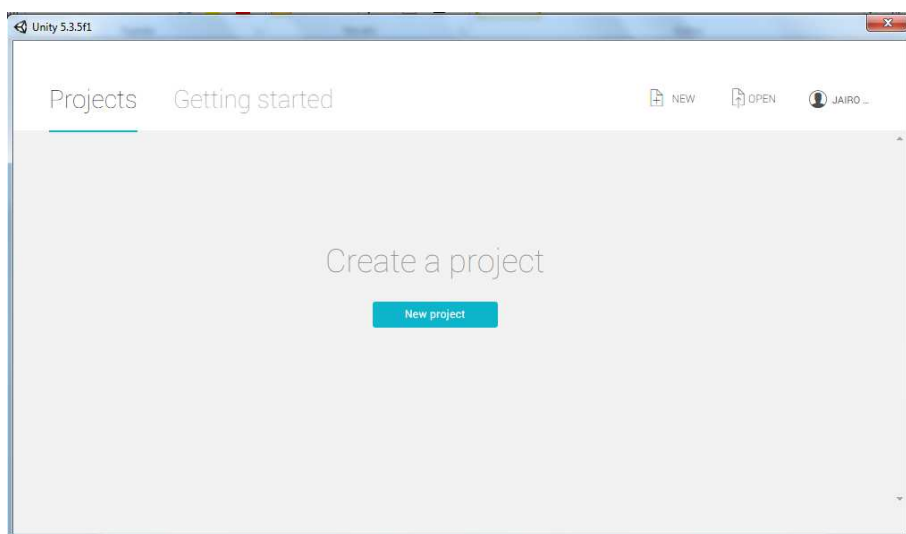 Unity 5.3.5f1
Projects Getting started NEW OPEN JAIRO ...
Create a project
New project